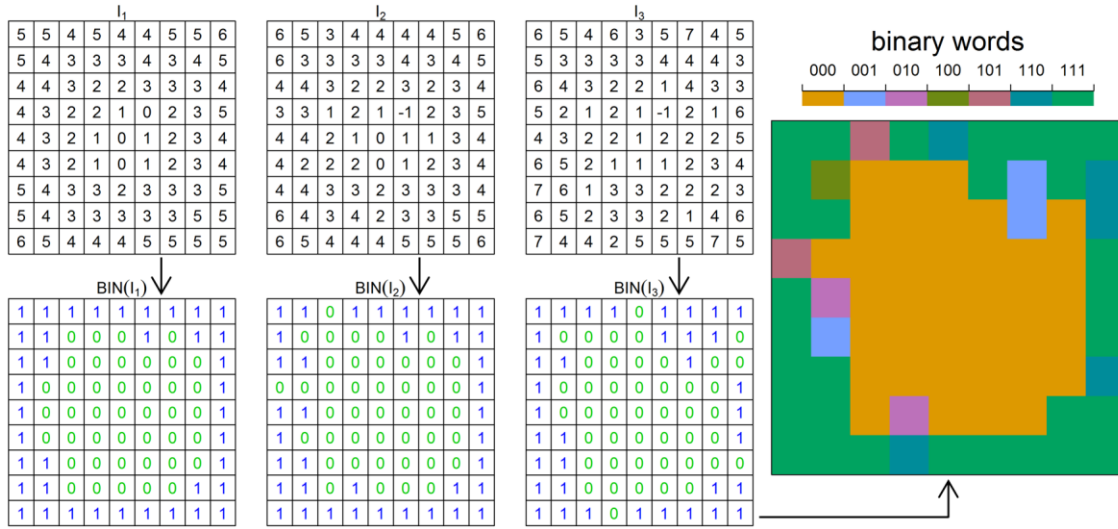 I₁
5 5 4 5 4 4 5 5 6
5 4 3 3 3 4 3 4 5
4 4 3 2 2 3 3 3 4
4 3 2 2 1 0 2 3 5
4 3 2 1 0 1 2 3 4
4 3 2 1 0 1 2 3 4
5 4 3 3 2 3 3 3 4
5 4 3 3 3 3 3 5 5
6 4 4 4 4 5 5 5 5
I₂
6 5 3 4 4 4 4 5 6
5 3 3 3 3 4 3 4 5
4 4 3 2 2 3 2 3 4
3 3 1 2 1 -1 2 3 5
4 4 2 1 0 1 1 3 4
4 2 2 2 0 1 2 3 4
4 4 3 3 2 2 3 3 4
6 4 3 4 2 3 3 5 4
6 5 4 4 4 5 5 5 6
I₃
6 5 4 6 3 5 7 4 5
5 3 3 3 3 4 4 4 3
6 4 3 2 2 1 4 3 3
5 2 1 2 1 -1 2 1 6
4 4 2 2 1 2 2 2 5
6 5 2 1 1 1 2 3 4
7 6 1 3 3 2 2 2 3
6 5 2 3 3 2 1 4 6
7 4 4 2 5 5 5 7 5
binary words
000 001 010 100 101 110 111
BIN(I₁)
1 1 1 1 1 1 1 1 1
1 1 0 0 0 1 0 1 1
1 1 0 0 0 0 0 0 1
1 0 0 0 0 0 0 0 1
1 0 0 0 0 0 0 0 1
1 0 0 0 0 0 0 0 1
1 1 0 0 0 0 0 0 1
1 1 0 0 0 0 0 1 1
1 1 1 1 1 1 1 1 1
BIN(I₂)
1 1 0 1 1 1 1 1 1
1 0 0 0 0 1 0 1 1
1 1 0 0 0 0 0 0 1
0 0 0 0 0 0 0 0 1
1 1 0 0 0 0 0 0 1
1 0 0 0 0 0 0 0 1
1 1 0 0 0 0 0 0 1
1 1 0 1 0 0 0 1 1
1 1 1 1 1 1 1 1 1
BIN(I₃)
1 1 1 1 0 1 1 1 1
1 0 0 0 0 1 1 1 0
1 1 0 0 0 0 1 0 0
1 0 0 0 0 0 0 0 1
1 1 0 0 0 0 0 0 1
1 1 0 0 0 0 0 0 1
1 1 0 0 0 0 0 0 0
1 1 0 0 0 0 0 1 1
1 1 1 0 1 1 1 1 1